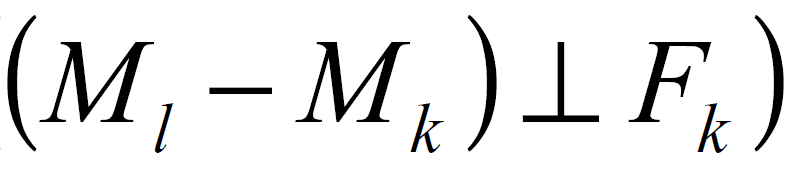 ((M_l − M_k) ⊥ F_k)